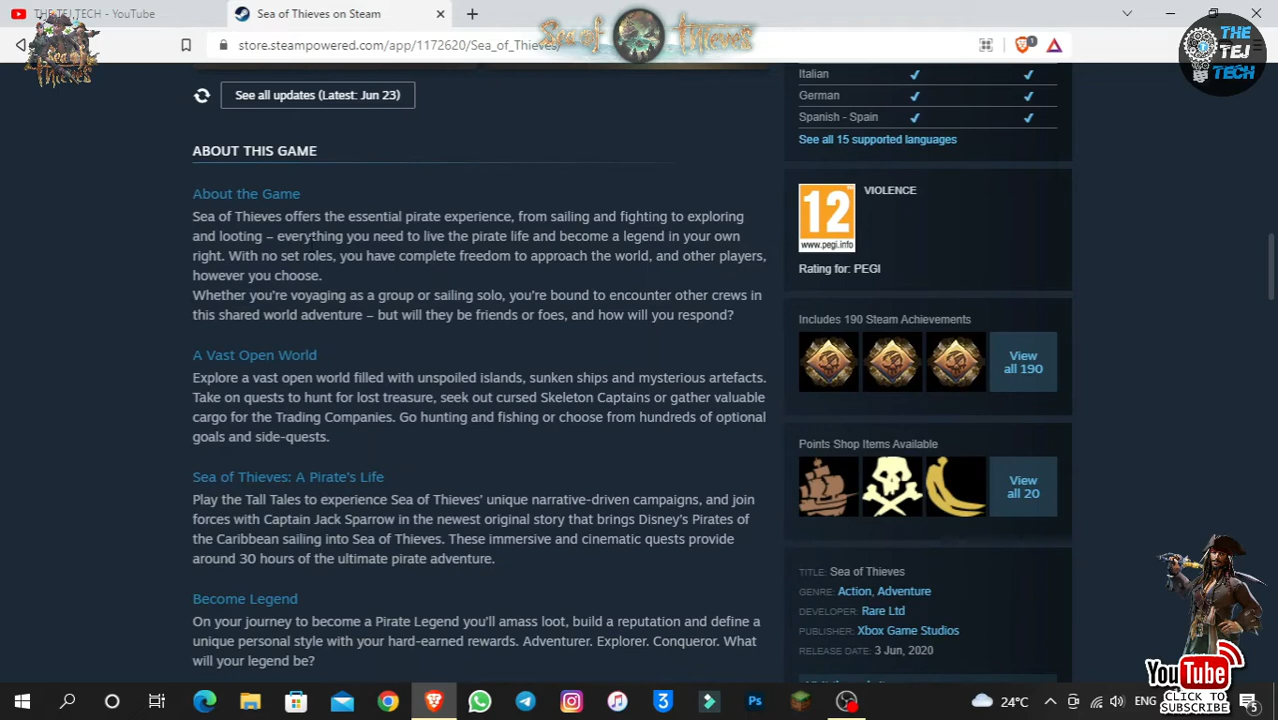 THE TEJ TECH - YouTube
Sea of Thieves on Steam
store.steampowered.com/app/1172620/Sea_of_Thieves/
1
Sea of Thieves
Sea of Thieves
THE
TEJ
TECH
See all updates (Latest: Jun 23)
ABOUT THIS GAME
About the Game
Sea of Thieves offers the essential pirate experience, from sailing and fighting to exploring
and looting – everything you need to live the pirate life and become a legend in your own
right. With no set roles, you have complete freedom to approach the world, and other players,
however you choose.
Whether you're voyaging as a group or sailing solo, you're bound to encounter other crews in
this shared world adventure – but will they be friends or foes, and how will you respond?
A Vast Open World
Explore a vast open world filled with unspoiled islands, sunken ships and mysterious artefacts.
Take on quests to hunt for lost treasure, seek out cursed Skeleton Captains or gather valuable
cargo for the Trading Companies. Go hunting and fishing or choose from hundreds of optional
goals and side-quests.
Sea of Thieves: A Pirate's Life
Play the Tall Tales to experience Sea of Thieves' unique narrative-driven campaigns, and join
forces with Captain Jack Sparrow in the newest original story that brings Disney's Pirates of
the Caribbean sailing into Sea of Thieves. These immersive and cinematic quests provide
around 30 hours of the ultimate pirate adventure.
Become Legend
On your journey to become a Pirate Legend you'll amass loot, build a reputation and define a
unique personal style with your hard-earned rewards. Adventurer. Explorer. Conqueror. What
will your legend be?
Italian
German
Spanish - Spain
See all 15 supported languages
12
www.pegi.info
VIOLENCE
Rating for: PEGI
Includes 190 Steam Achievements
View
all 190
Points Shop Items Available
View
all 20
TITLE: Sea of Thieves
GENRE: Action, Adventure
DEVELOPER: Rare Ltd
PUBLISHER: Xbox Game Studios
RELEASE DATE: 3 Jun, 2020
YouTube
CLICK TO
SUBSCRIBE
3
Ps
24°C
ENG
5